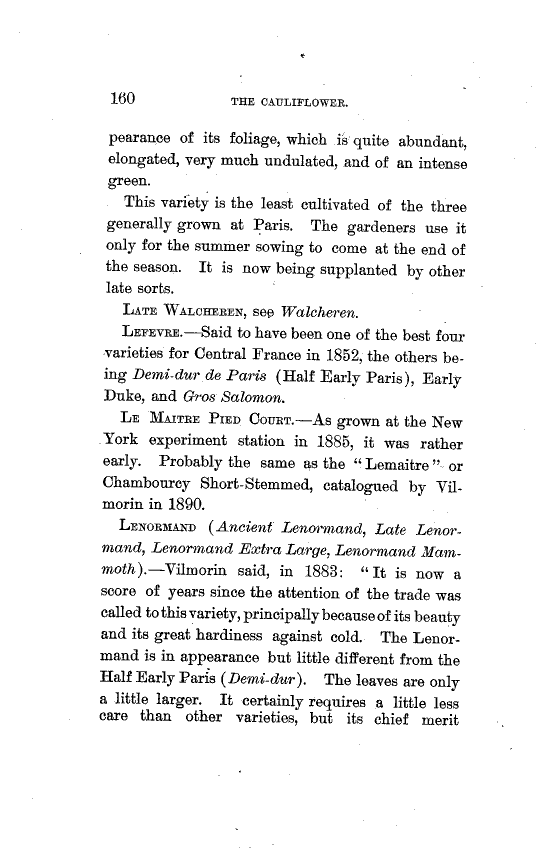 160 THE CAULIFLOWER.
pearance of its foliage, which is quite abundant,
elongated, very much undulated, and of an intense
green.
This variety is the least cultivated of the three
generally grown at Paris. The gardeners use it
only for the summer sowing to come at the end of
the season. It is now being supplanted by other
late sorts.
LATE WALCHEREN, see Walcheren.
LEFEVRE.—Said to have been one of the best four
varieties for Central France in 1852, the others be-
ing Demi-dur de Paris (Half Early Paris), Early
Duke, and Gros Salomon.
LE MAITRE PIED COURT.—As grown at the New
York experiment station in 1885, it was rather
early. Probably the same as the "Lemaitre" or
Chambourcy Short-Stemmed, catalogued by Vil-
morin in 1890.
LENORMAND (Ancient Lenormand, Late Lenor-
mand, Lenormand Extra Large, Lenormand Mam-
moth).—Vilmorin said, in 1883: "It is now a
score of years since the attention of the trade was
called to this variety, principally because of its beauty
and its great hardiness against cold. The Lenor-
mand is in appearance but little different from the
Half Early Paris (Demi-dur). The leaves are only
a little larger. It certainly requires a little less
care than other varieties, but its chief merit